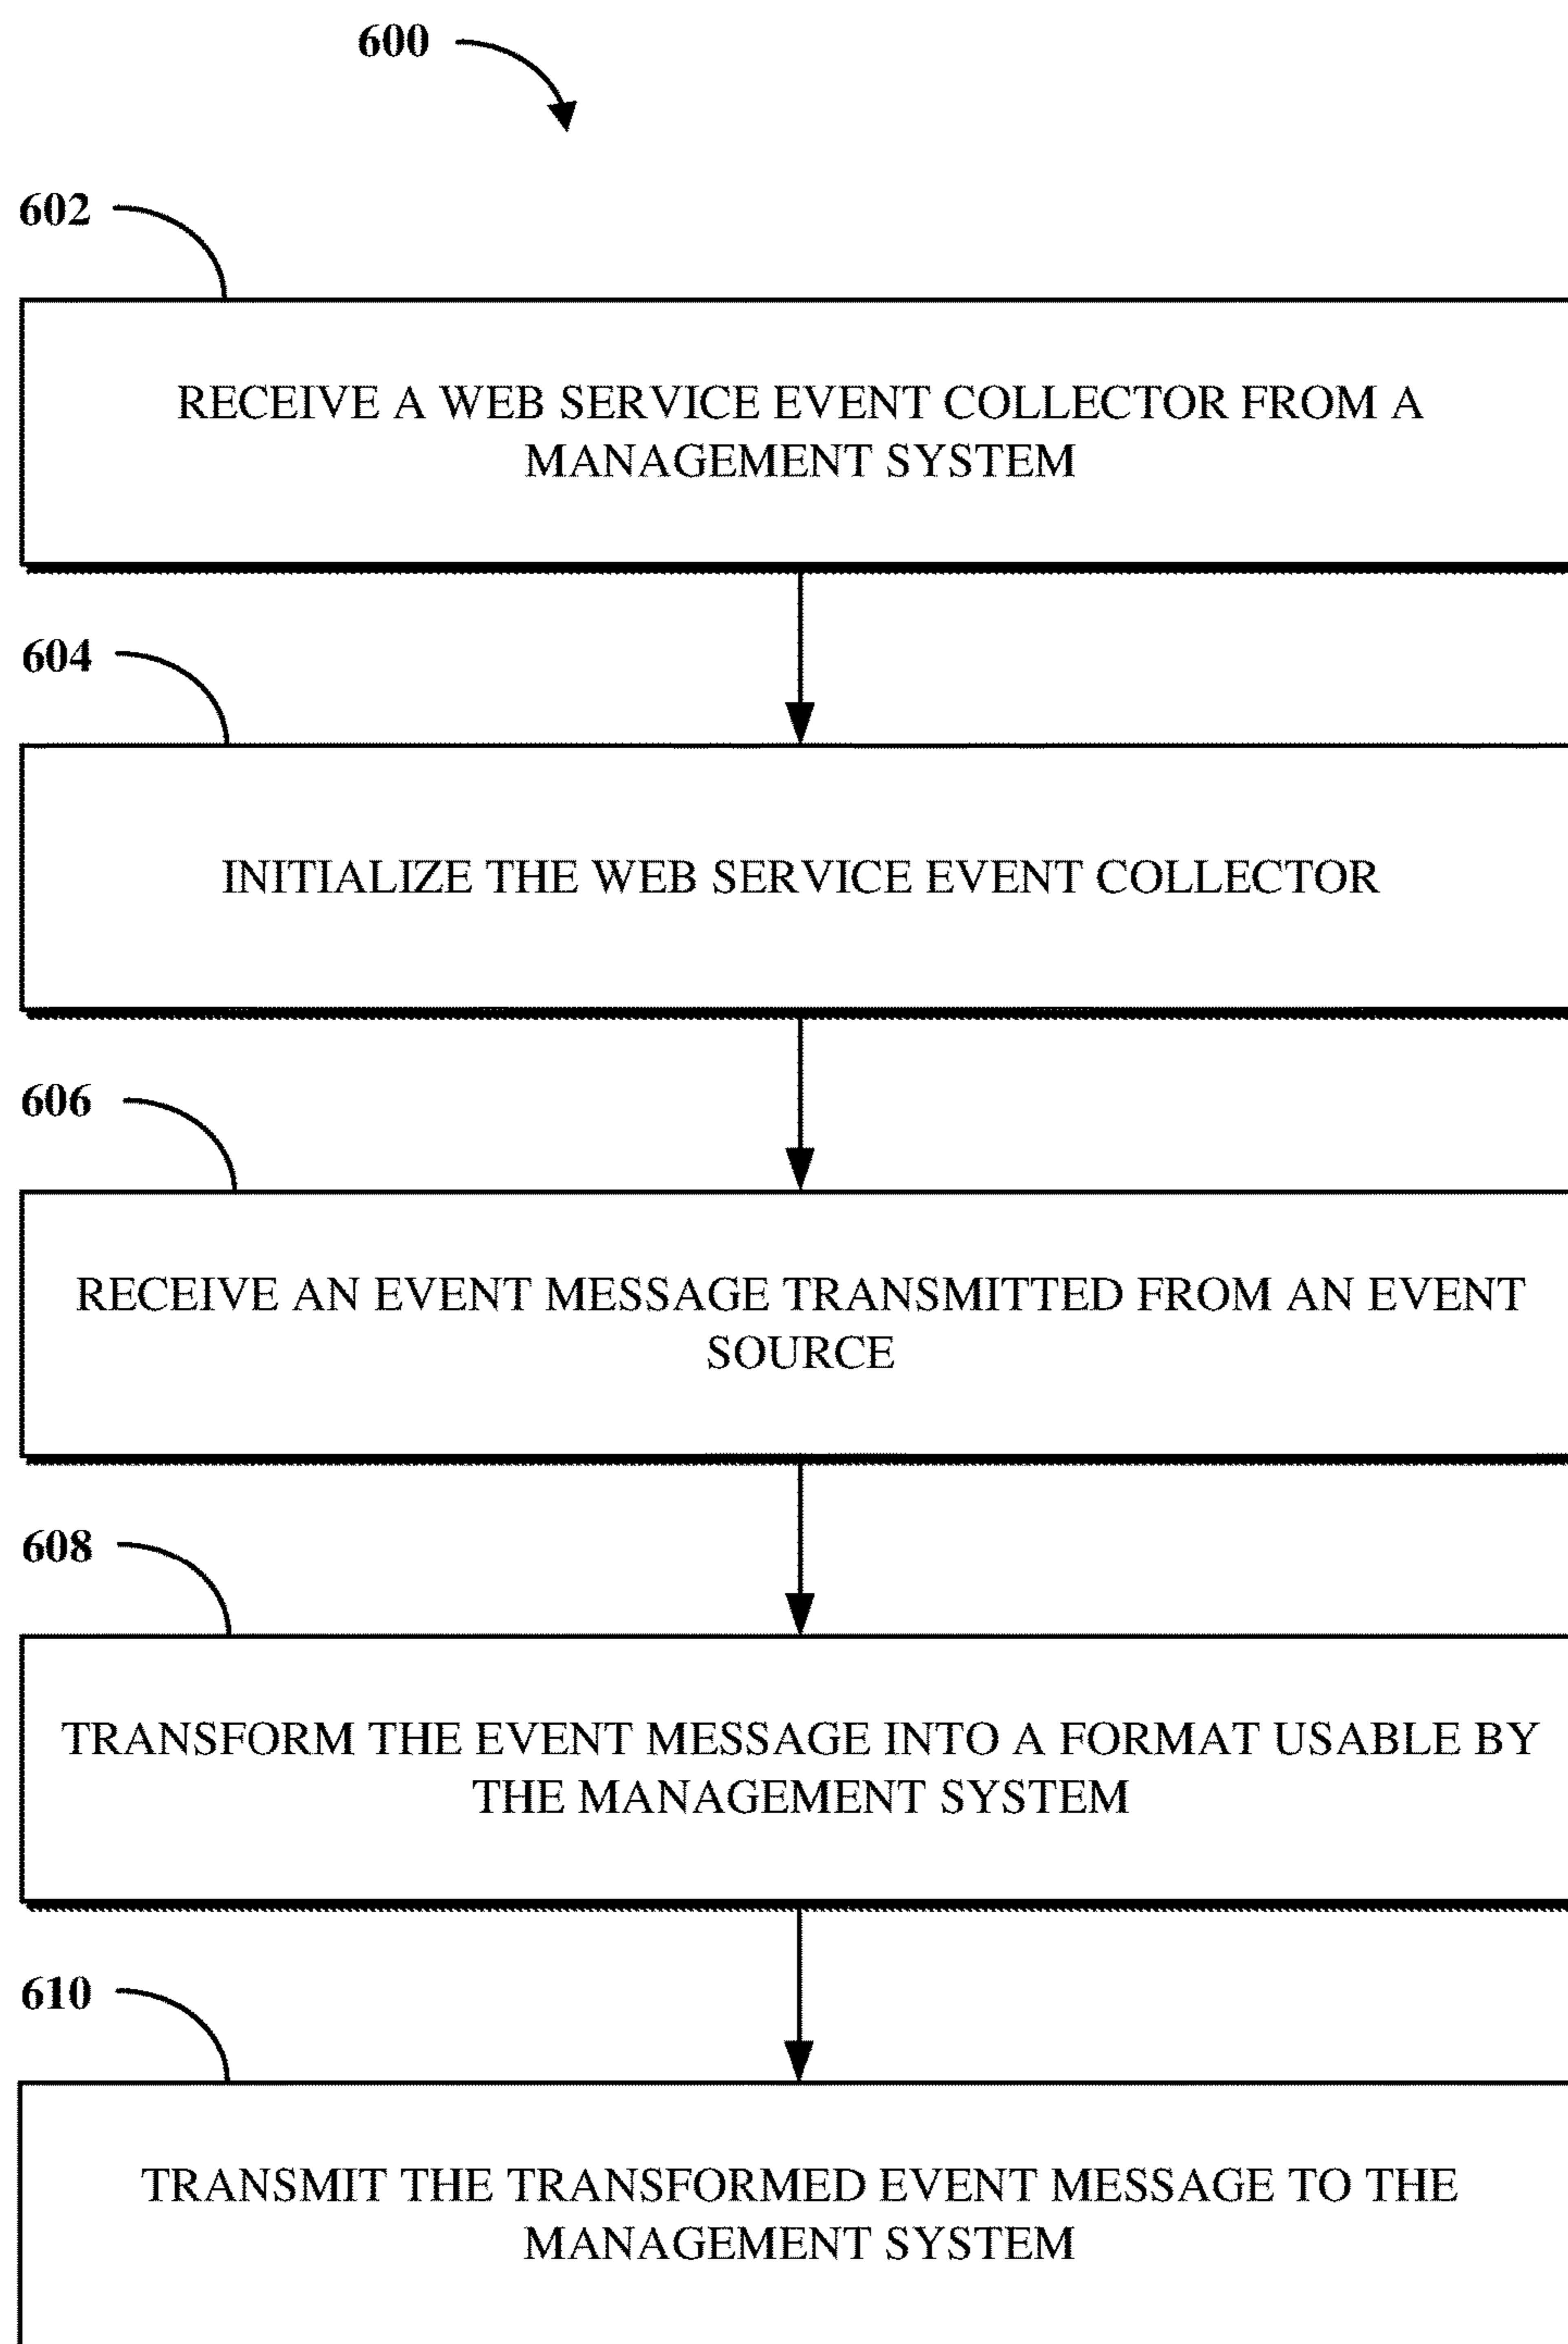 600
602
RECEIVE A WEB SERVICE EVENT COLLECTOR FROM A
MANAGEMENT SYSTEM
604
INITIALIZE THE WEB SERVICE EVENT COLLECTOR
606
RECEIVE AN EVENT MESSAGE TRANSMITTED FROM AN EVENT
SOURCE
608
TRANSFORM THE EVENT MESSAGE INTO A FORMAT USABLE BY
THE MANAGEMENT SYSTEM
610
TRANSMIT THE TRANSFORMED EVENT MESSAGE TO THE
MANAGEMENT SYSTEM